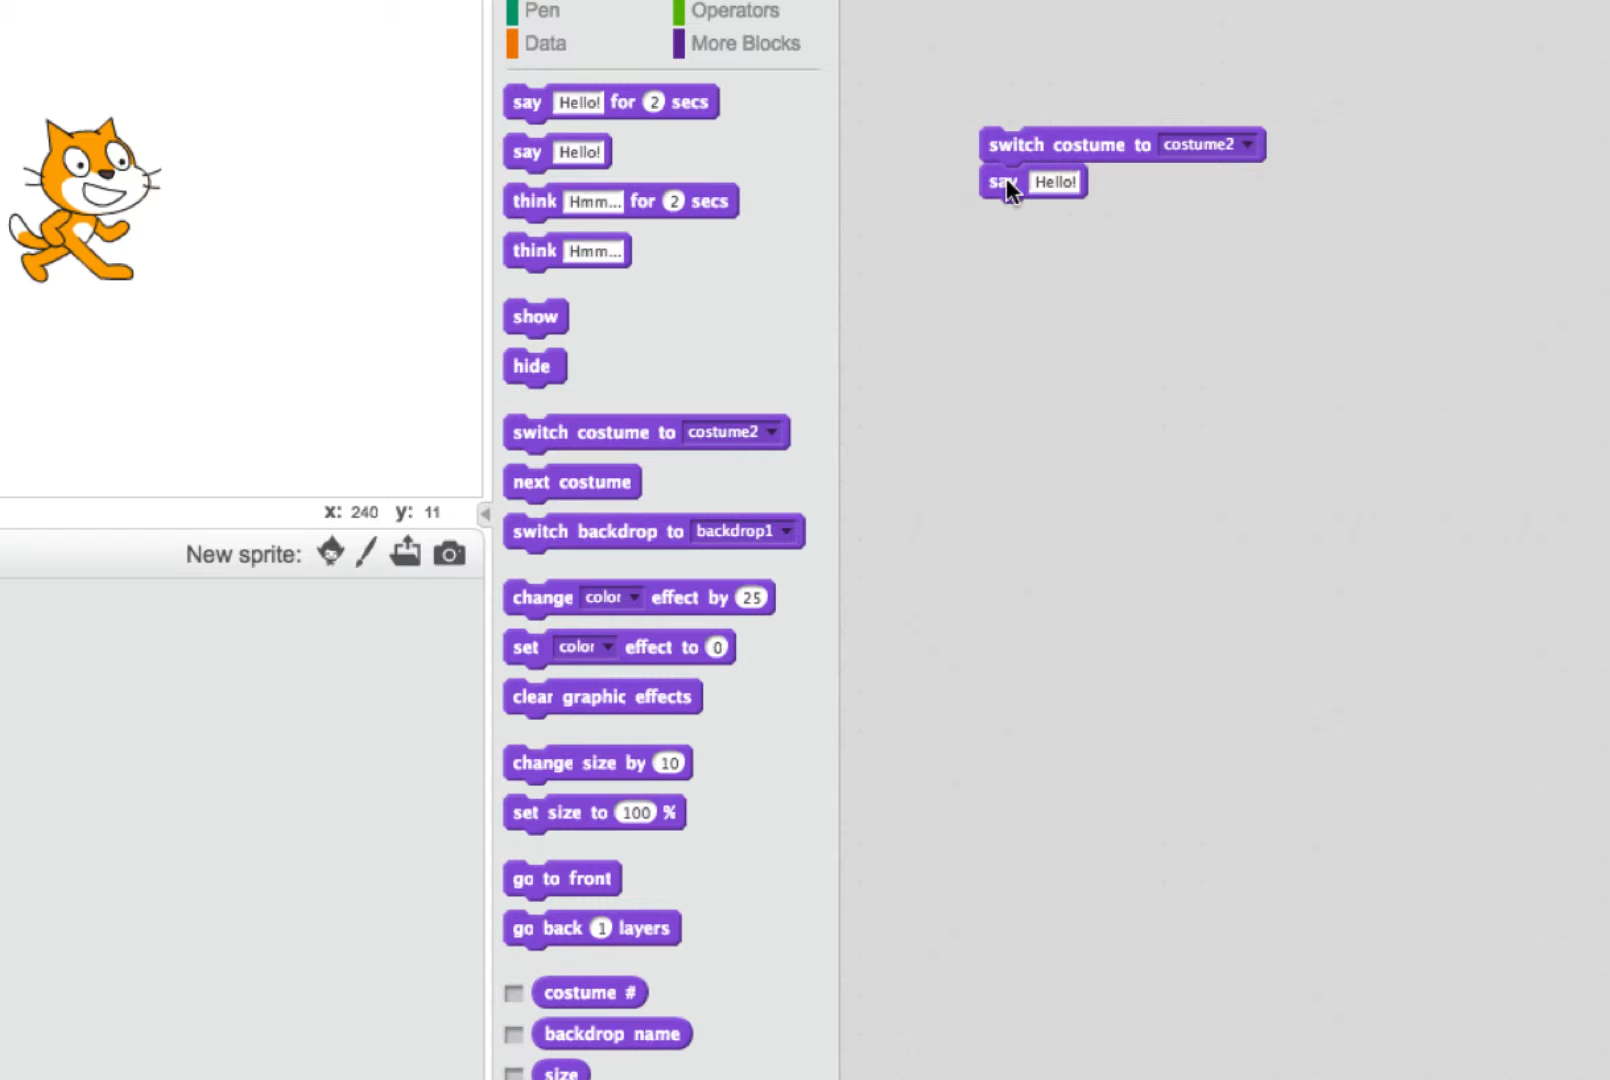 Pen Operators
Data More Blocks
say Hello! for 2 secs
say Hello!
think Hmm... for 2 secs
think Hmm...
show
hide
switch costume to costume2
next costume
switch backdrop to backdrop1
change color effect by 25
set color effect to 0
clear graphic effects
change size by 10
set size to 100 %
go to front
go back 1 layers
costume #
backdrop name
size
switch costume to costume2
say Hello!
x: 240 y: 11
New sprite: